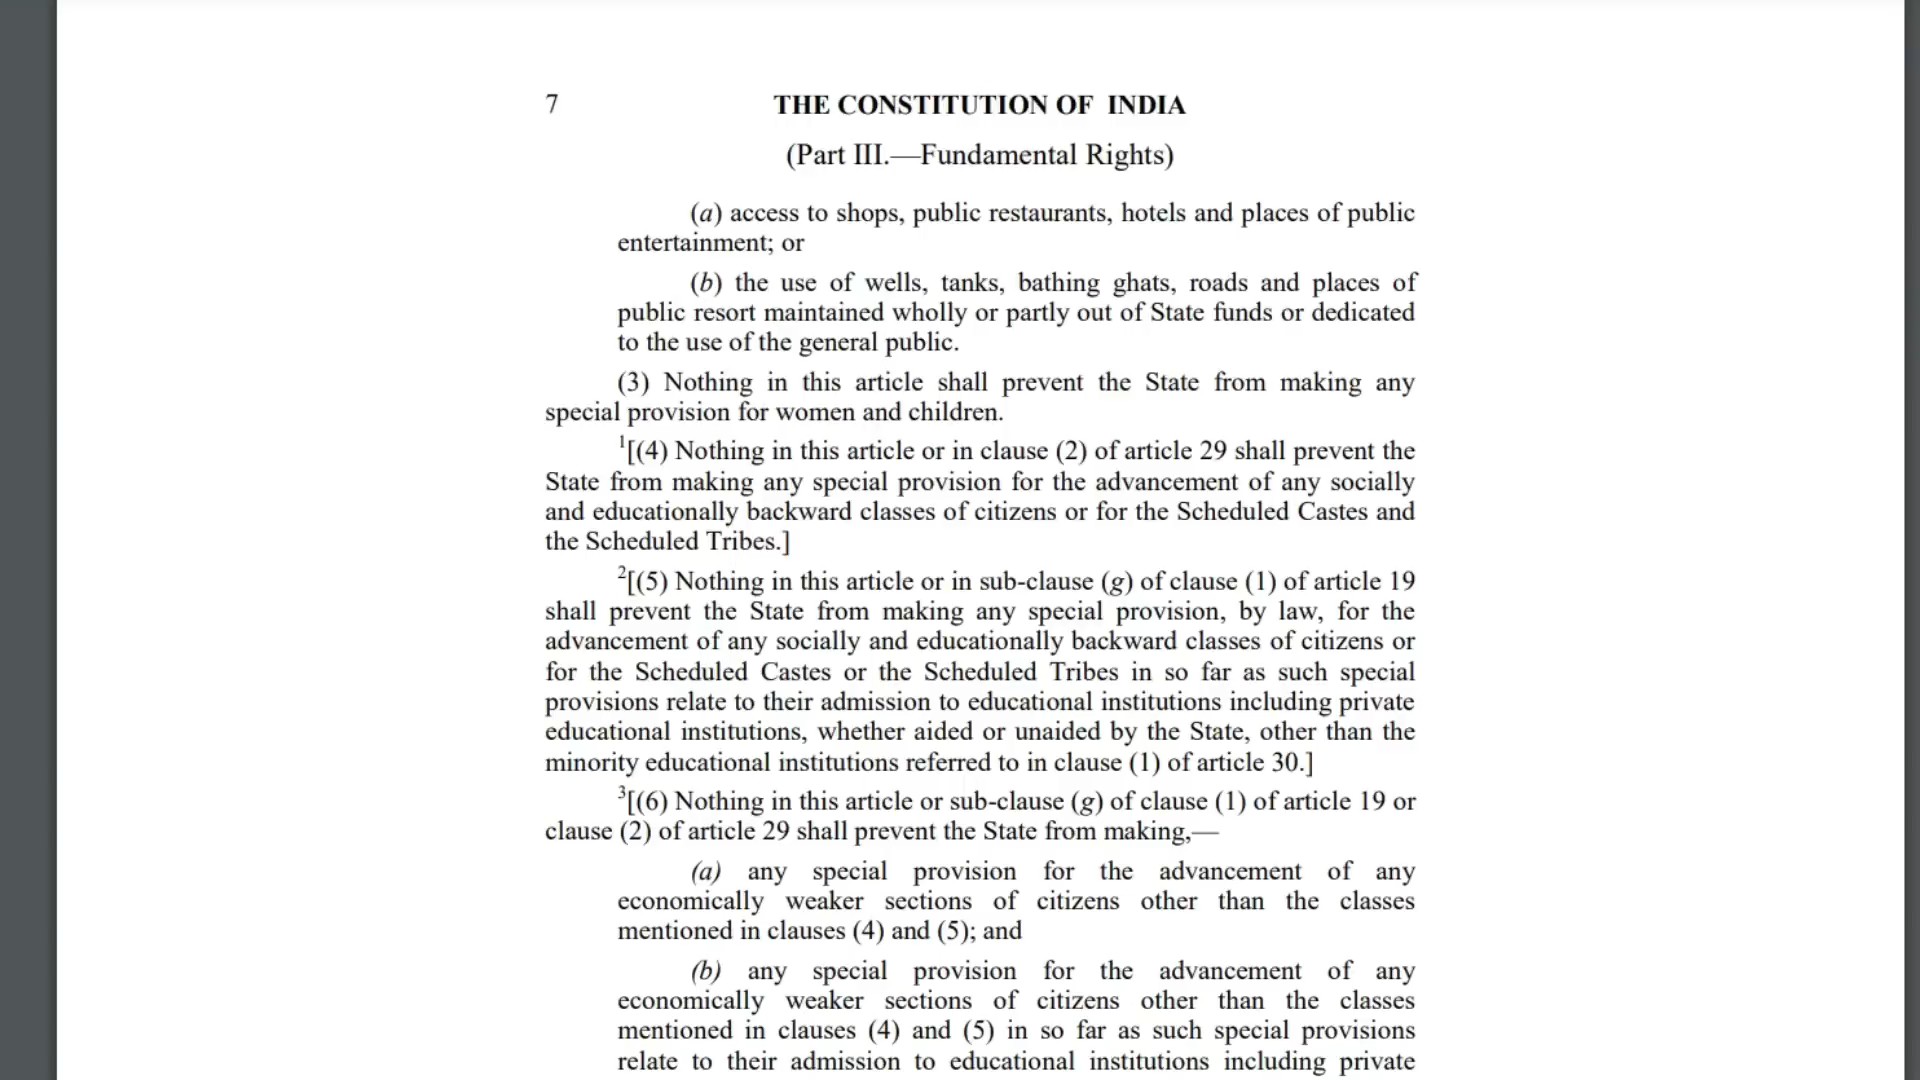 7 THE CONSTITUTION OF INDIA
(Part III.—Fundamental Rights)
(a) access to shops, public restaurants, hotels and places of public
entertainment; or
(b) the use of wells, tanks, bathing ghats, roads and places of
public resort maintained wholly or partly out of State funds or dedicated
to the use of the general public.
(3) Nothing in this article shall prevent the State from making any
special provision for women and children.
1[(4) Nothing in this article or in clause (2) of article 29 shall prevent the
State from making any special provision for the advancement of any socially
and educationally backward classes of citizens or for the Scheduled Castes and
the Scheduled Tribes.]
2[(5) Nothing in this article or in sub-clause (g) of clause (1) of article 19
shall prevent the State from making any special provision, by law, for the
advancement of any socially and educationally backward classes of citizens or
for the Scheduled Castes or the Scheduled Tribes in so far as such special
provisions relate to their admission to educational institutions including private
educational institutions, whether aided or unaided by the State, other than the
minority educational institutions referred to in clause (1) of article 30.]
3[(6) Nothing in this article or sub-clause (g) of clause (1) of article 19 or
clause (2) of article 29 shall prevent the State from making,—
(a) any special provision for the advancement of any
economically weaker sections of citizens other than the classes
mentioned in clauses (4) and (5); and
(b) any special provision for the advancement of any
economically weaker sections of citizens other than the classes
mentioned in clauses (4) and (5) in so far as such special provisions
relate to their admission to educational institutions including private